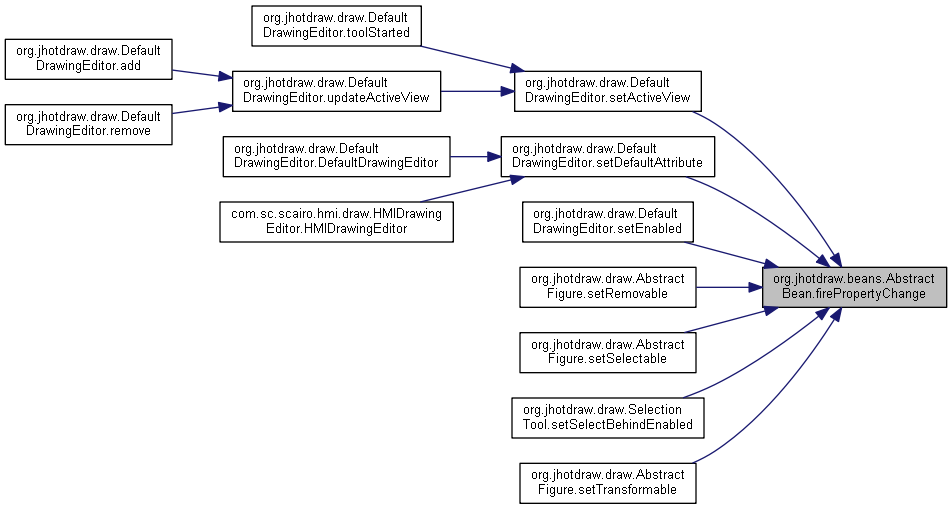 org.jhotdraw.draw.Default
DrawingEditor.toolStarted
org.jhotdraw.draw.Default
DrawingEditor.add
org.jhotdraw.draw.Default
DrawingEditor.remove
org.jhotdraw.draw.Default
DrawingEditor.updateActiveView
org.jhotdraw.draw.Default
DrawingEditor.setActiveView
org.jhotdraw.draw.Default
DrawingEditor.DefaultDrawingEditor
org.jhotdraw.draw.Default
DrawingEditor.setDefaultAttribute
com.sc.scairo.hmi.draw.HMIDrawing
Editor.HMIDrawingEditor
org.jhotdraw.draw.Default
DrawingEditor.setEnabled
org.jhotdraw.draw.Abstract
Figure.setRemovable
org.jhotdraw.beans.Abstract
Bean.firePropertyChange
org.jhotdraw.draw.Abstract
Figure.setSelectable
org.jhotdraw.draw.Selection
Tool.setSelectBehindEnabled
org.jhotdraw.draw.Abstract
Figure.setTransformable